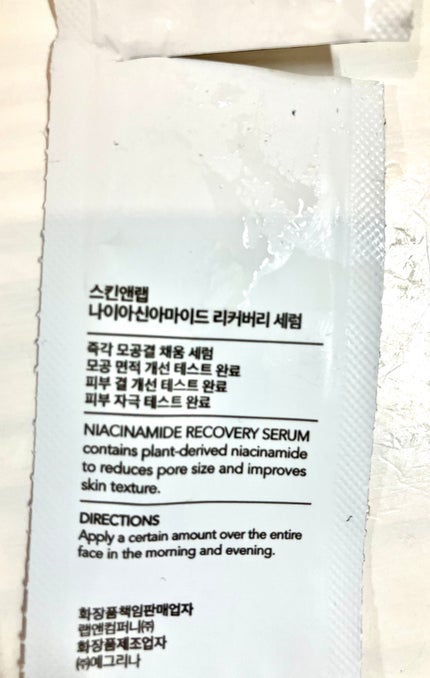 스킨앤랩
나이아신아마이드 리커버리 세럼
즉각 모공결 채움 세럼
모공 면적 개선 테스트 완료
피부 결 개선 테스트 완료
피부 자극 테스트 완료
NIACINAMIDE RECOVERY SERUM
contains plant-derived niacinamide
to reduces pore size and improves
skin texture.
DIRECTIONS
Apply a certain amount over the entire
face in the morning and evening.
화장품책임판매업자
랩앤컴퍼니㈜
화장품제조업자
㈜에그리나